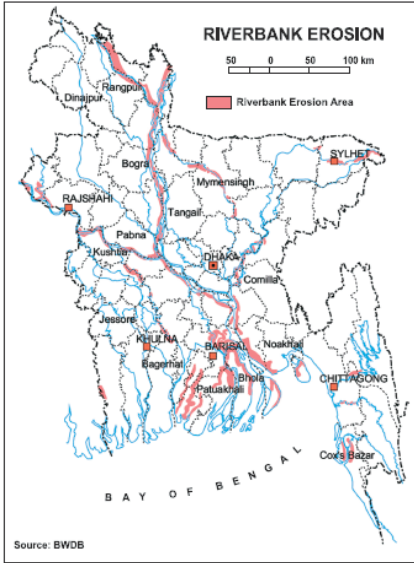 RIVERBANK EROSION
50 0 100 km
Riverbank Erosion Area
Rangpur
Dinajpur
SYLHET
Bogra
Mymensingh
RAJSHAHI
Tangail
Pabna
Kushtia
DHAKA
Comilla
Jessore
KHULNA
BARISAL
Noakhali
Bagerhat
Bhola
Patuakhali
CHITTAGONG
Cox's Bazar
BAY OF BENGAL
Source: BWDB